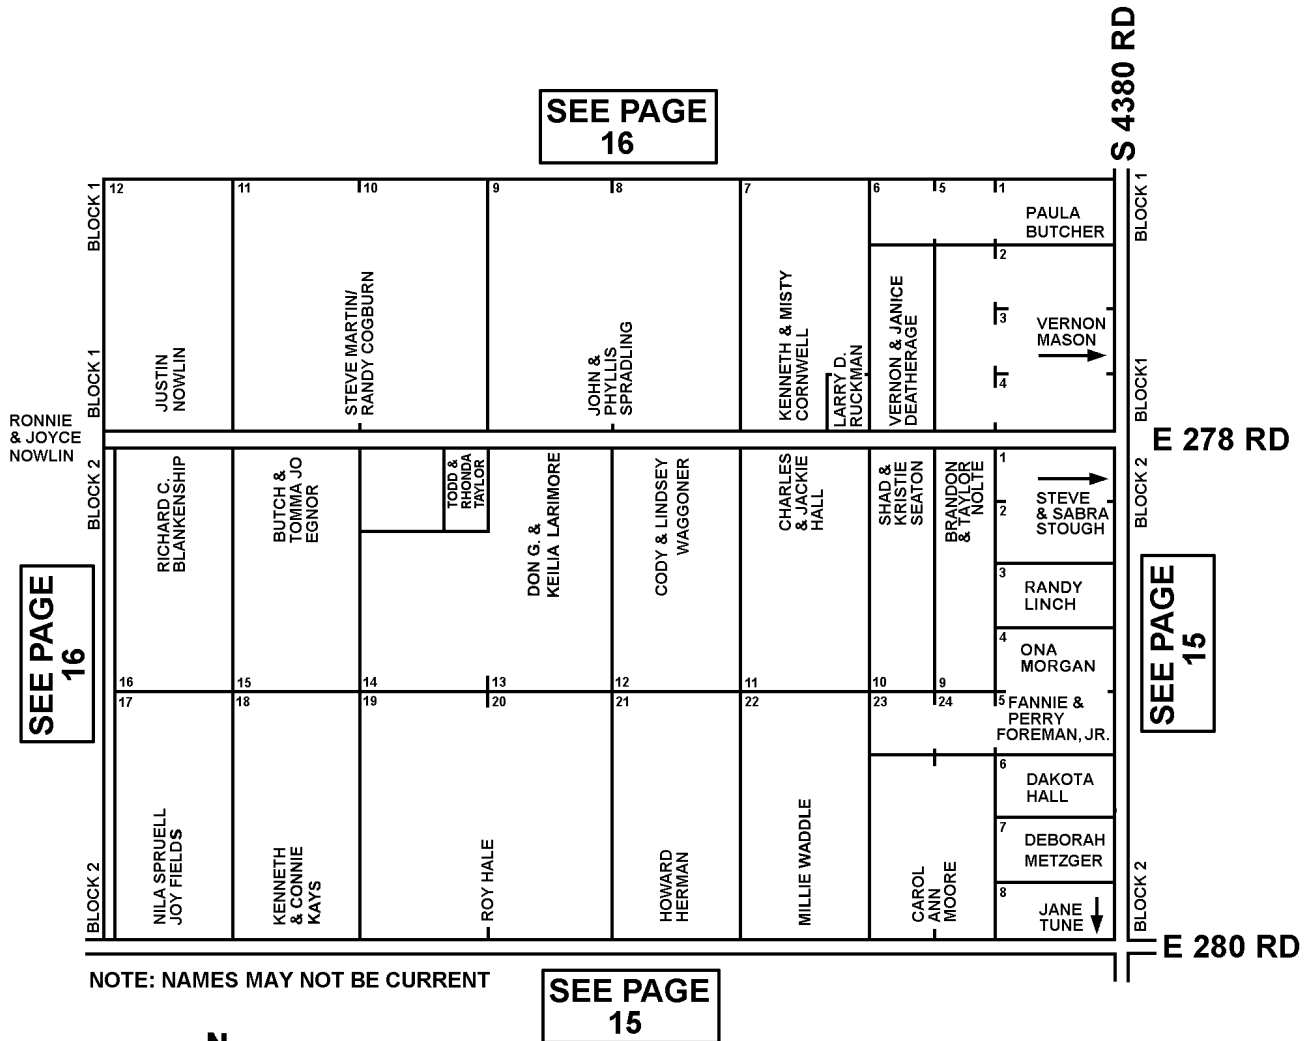 S 4380 RD
SEE PAGE
16
BLOCK 1
12
11
10
9
8
7
6
5
1
BLOCK 1
PAULA
BUTCHER
2
3
4
VERNON
MASON
BLOCK 1
JUSTIN
NOWLIN
STEVE MARTIN/
RANDY COGBURN
JOHN &
PHYLLIS
SPRADLING
KENNETH & MISTY
CORNWELL
LARRY D.
RUCKMAN
VERNON & JANICE
DEATHERAGE
BLOCK1
E 278 RD
RONNIE
& JOYCE
NOWLIN
BLOCK 2
RICHARD C.
BLANKENSHIP
BUTCH &
TOMMA JO
EGNOR
TODD &
RHONDA
TAYLOR
DON G. &
KEILIA LARIMORE
CODY & LINDSEY
WAGGONER
CHARLES
& JACKIE
HALL
SHAD &
KRISTIE
SEATON
BRANDON
& TAYLOR
NOLTE
1
2
STEVE
& SABRA
STOUGH
BLOCK 2
3
RANDY
LINCH
4
ONA
MORGAN
SEE PAGE
16
SEE PAGE
15
16
15
14
13
12
11
10
9
17
18
19
20
21
22
23
24
5
FANNIE &
PERRY
FOREMAN, JR.
6
DAKOTA
HALL
7
DEBORAH
METZGER
8
JANE
TUNE
BLOCK 2
NILA SPRUELL
JOY FIELDS
KENNETH
& CONNIE
KAYS
ROY HALE
HOWARD
HERMAN
MILLIE WADDLE
CAROL
ANN
MOORE
BLOCK 2
E 280 RD
NOTE: NAMES MAY NOT BE CURRENT
SEE PAGE
15
N